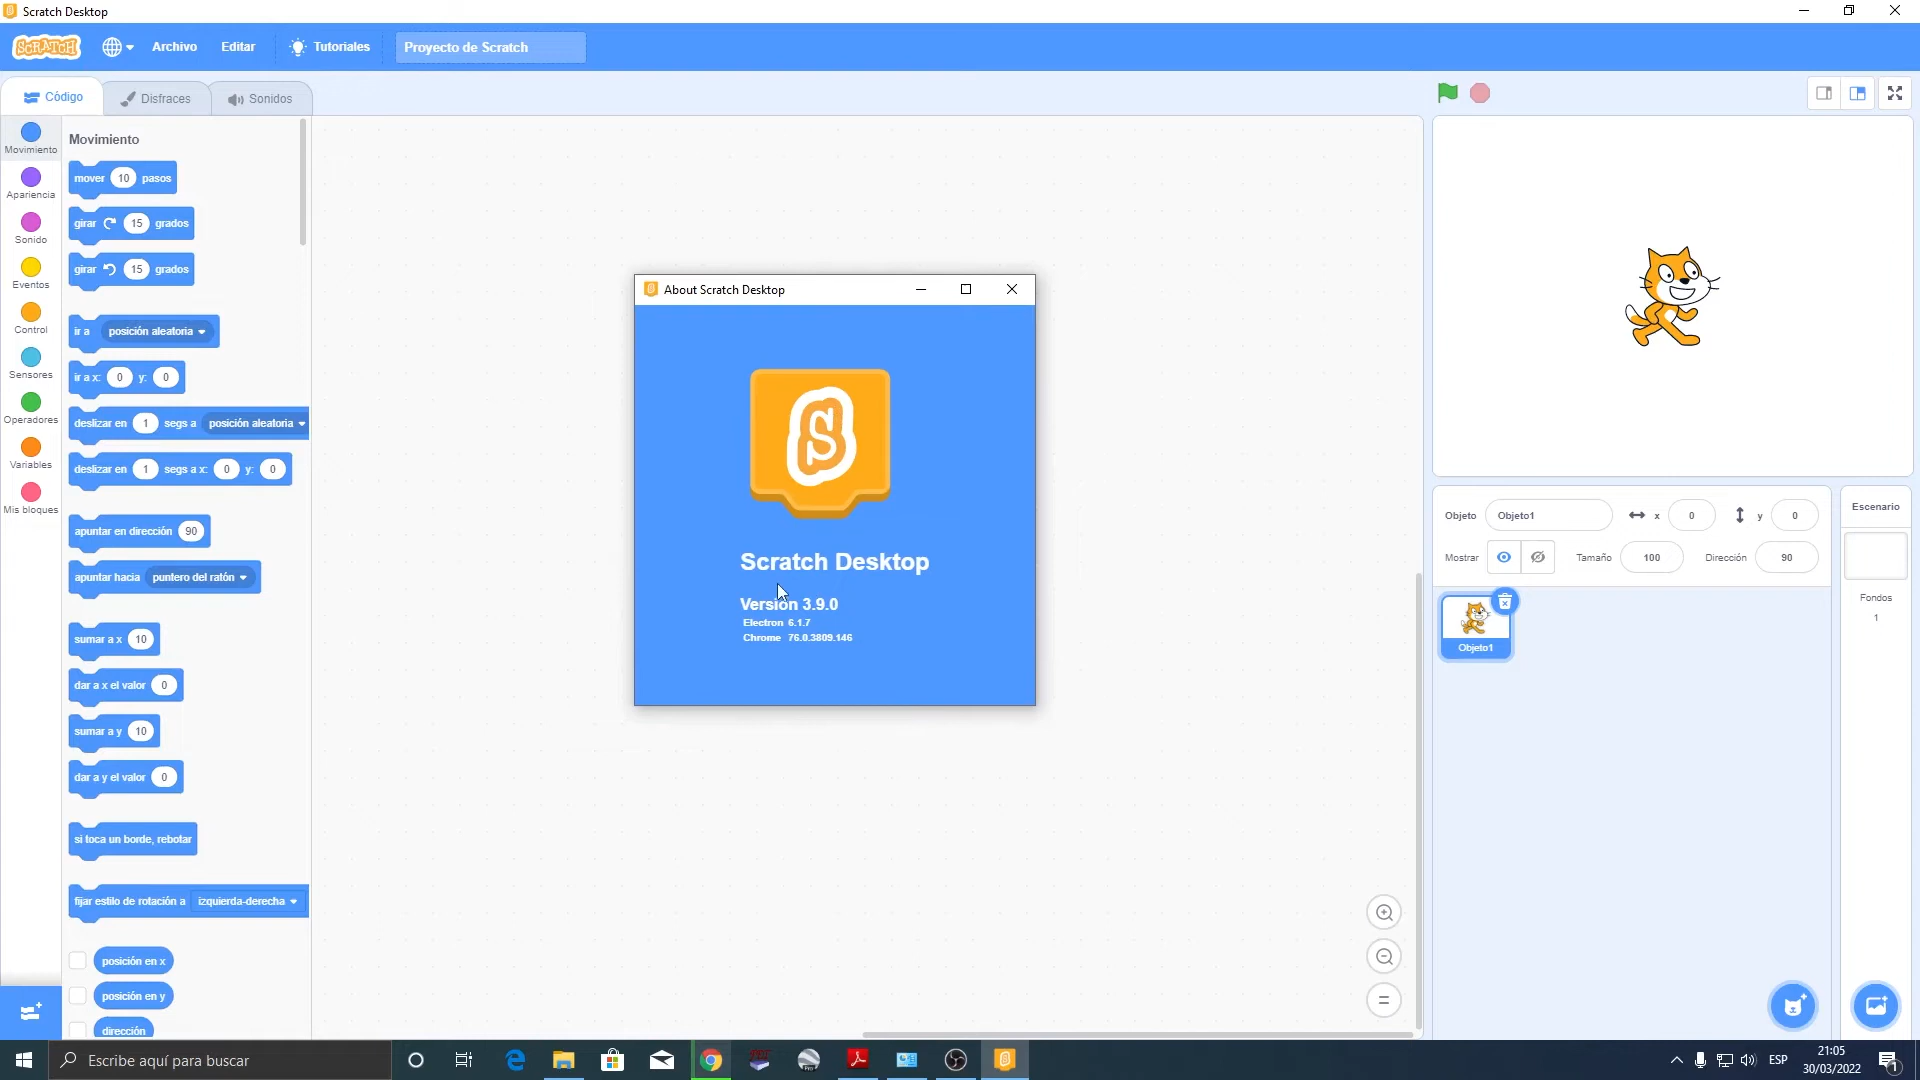 Scratch Desktop
SCRATCH
Archivo
Editar
Tutoriales
Proyecto de Scratch
Código
Disfraces
Sonidos
Movimiento
Apariencia
Sonido
Eventos
Control
Sensores
Operadores
Variables
Mis bloques
Movimiento
mover 10 pasos
girar 15 grados
girar 15 grados
ir a posición aleatoria
ir a x: 0 y: 0
deslizar en 1 segs a posición aleatoria
deslizar en 1 segs a x: 0 y: 0
apuntar en dirección 90
apuntar hacia puntero del ratón
sumar a x 10
dar a x el valor 0
sumar a y 10
dar a y el valor 0
si toca un borde, rebotar
fijar estilo de rotación a izquierda-derecha
posición en x
posición en y
dirección
About Scratch Desktop
S
Scratch Desktop
Version 3.9.0
Electron 6.1.7
Chrome 76.0.3809.146
Objeto Objeto1 x 0 y 0
Mostrar Tamaño 100 Dirección 90
Objeto1
Escenario
Fondos
1
Escribe aquí para buscar
ESP
21:05
30/03/2022
1